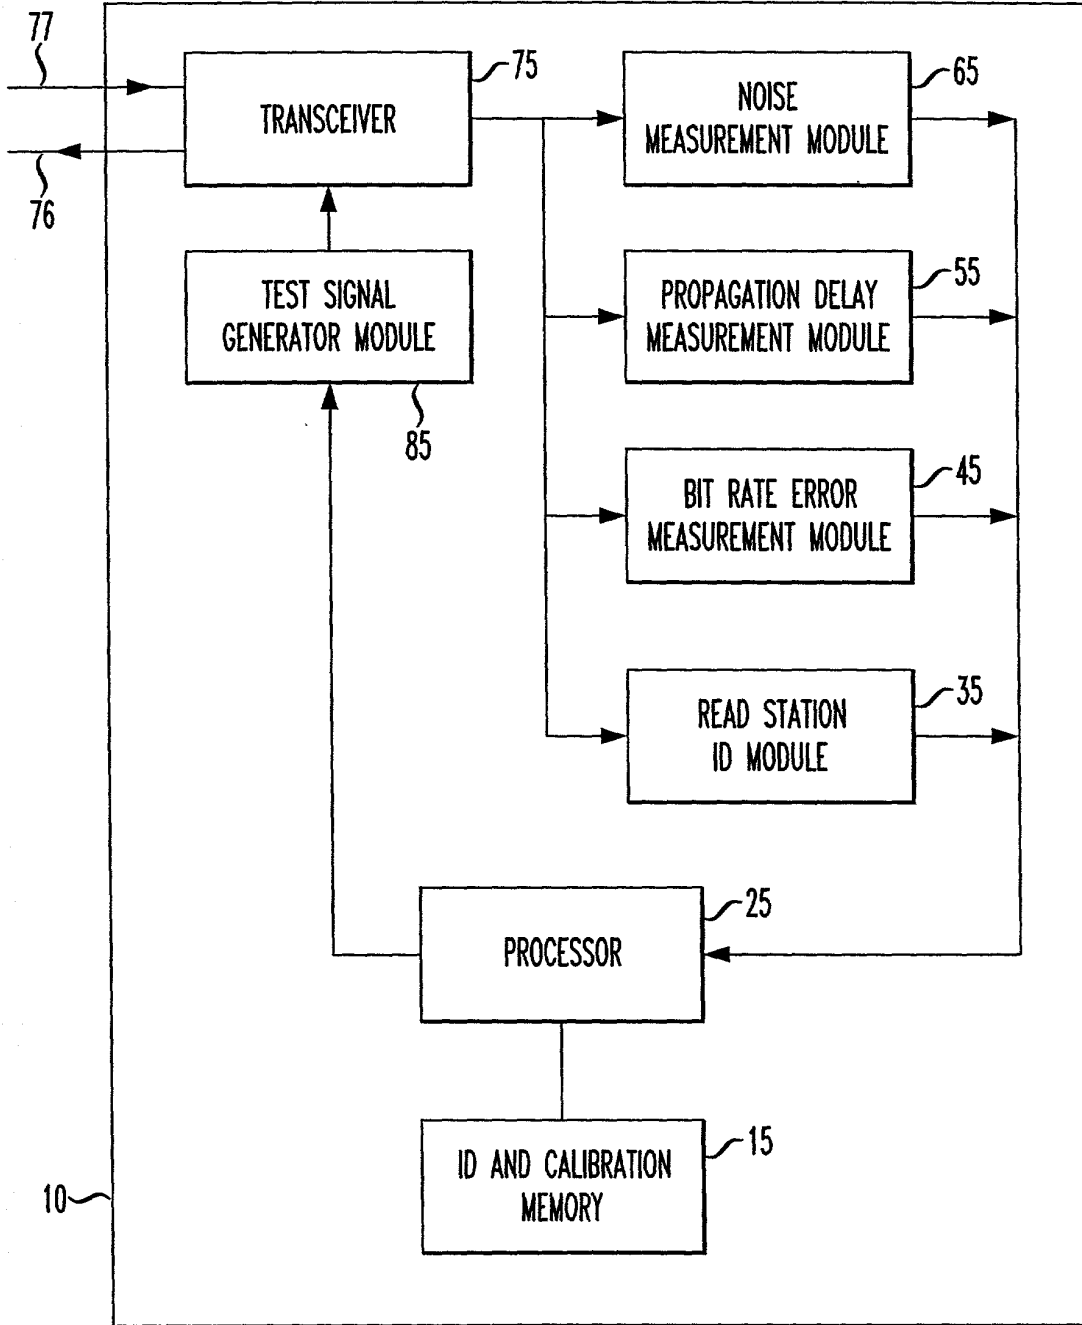 77
75
TRANSCEIVER
65
NOISE
MEASUREMENT MODULE
76
TEST SIGNAL
GENERATOR MODULE
85
55
PROPAGATION DELAY
MEASUREMENT MODULE
45
BIT RATE ERROR
MEASUREMENT MODULE
35
READ STATION
ID MODULE
25
PROCESSOR
15
ID AND CALIBRATION
MEMORY
10